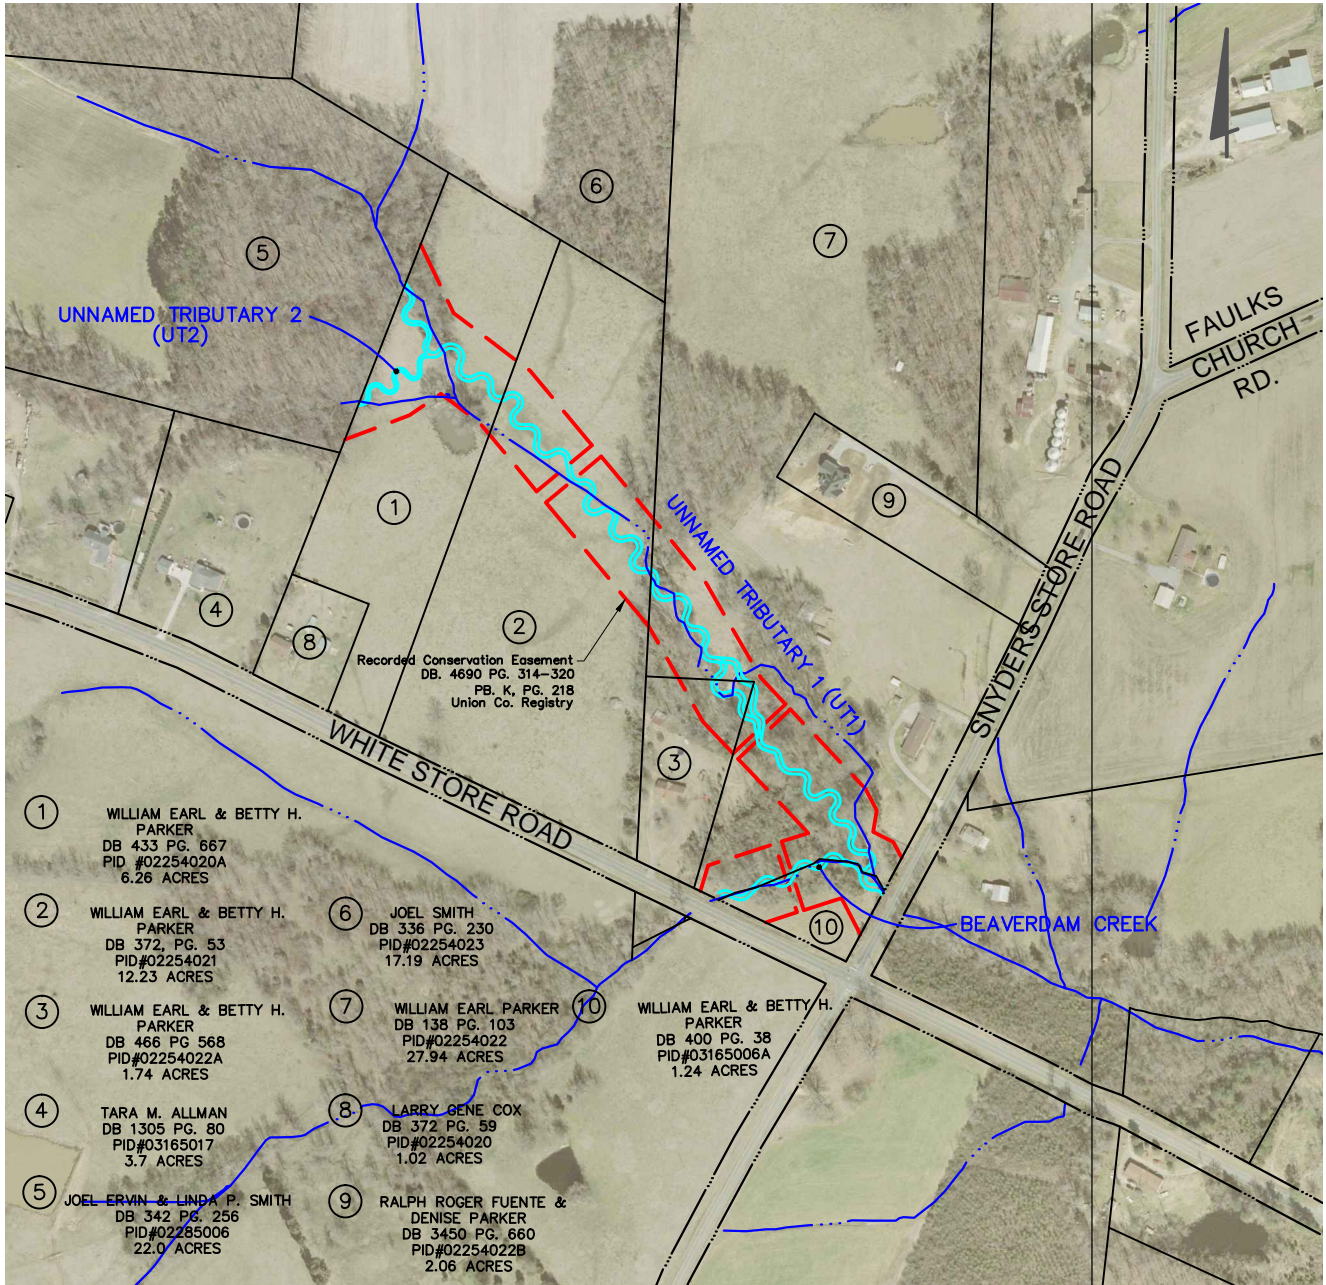 6
7
5
UNNAMED TRIBUTARY 2
(UT2)
FAULKS
CHURCH
RD.
9
1
UNNAMED TRIBUTARY 1 (UT1)
SNYDERS STORE ROAD
4
8
2
Recorded Conservation Easement
DB. 4690 PG. 314-320
PB. K, PG. 218
Union Co. Registry
WHITE STORE ROAD
3
10
BEAVERDAM CREEK
1
WILLIAM EARL & BETTY H.
PARKER
DB 433 PG. 667
PID #02254020A
6.26 ACRES
2
WILLIAM EARL & BETTY H.
PARKER
DB 372, PG. 53
PID#02254021
12.23 ACRES
3
WILLIAM EARL & BETTY H.
PARKER
DB 466 PG 568
PID#02254022A
1.74 ACRES
4
TARA M. ALLMAN
DB 1305 PG. 80
PID#03165017
3.7 ACRES
5
JOEL ERVIN & LINDA P. SMITH
DB 342 PG. 256
PID#02285006
22.0 ACRES
6
JOEL SMITH
DB 336 PG. 230
PID#02254023
17.19 ACRES
7
WILLIAM EARL PARKER
DB 138 PG. 103
PID#02254022
27.94 ACRES
8
LARRY GENE COX
DB 372 PG. 59
PID#02254020
1.02 ACRES
9
RALPH ROGER FUENTE &
DENISE PARKER
DB 3450 PG. 660
PID#02254022B
2.06 ACRES
10
WILLIAM EARL & BETTY H.
PARKER
DB 400 PG. 38
PID#03165006A
1.24 ACRES